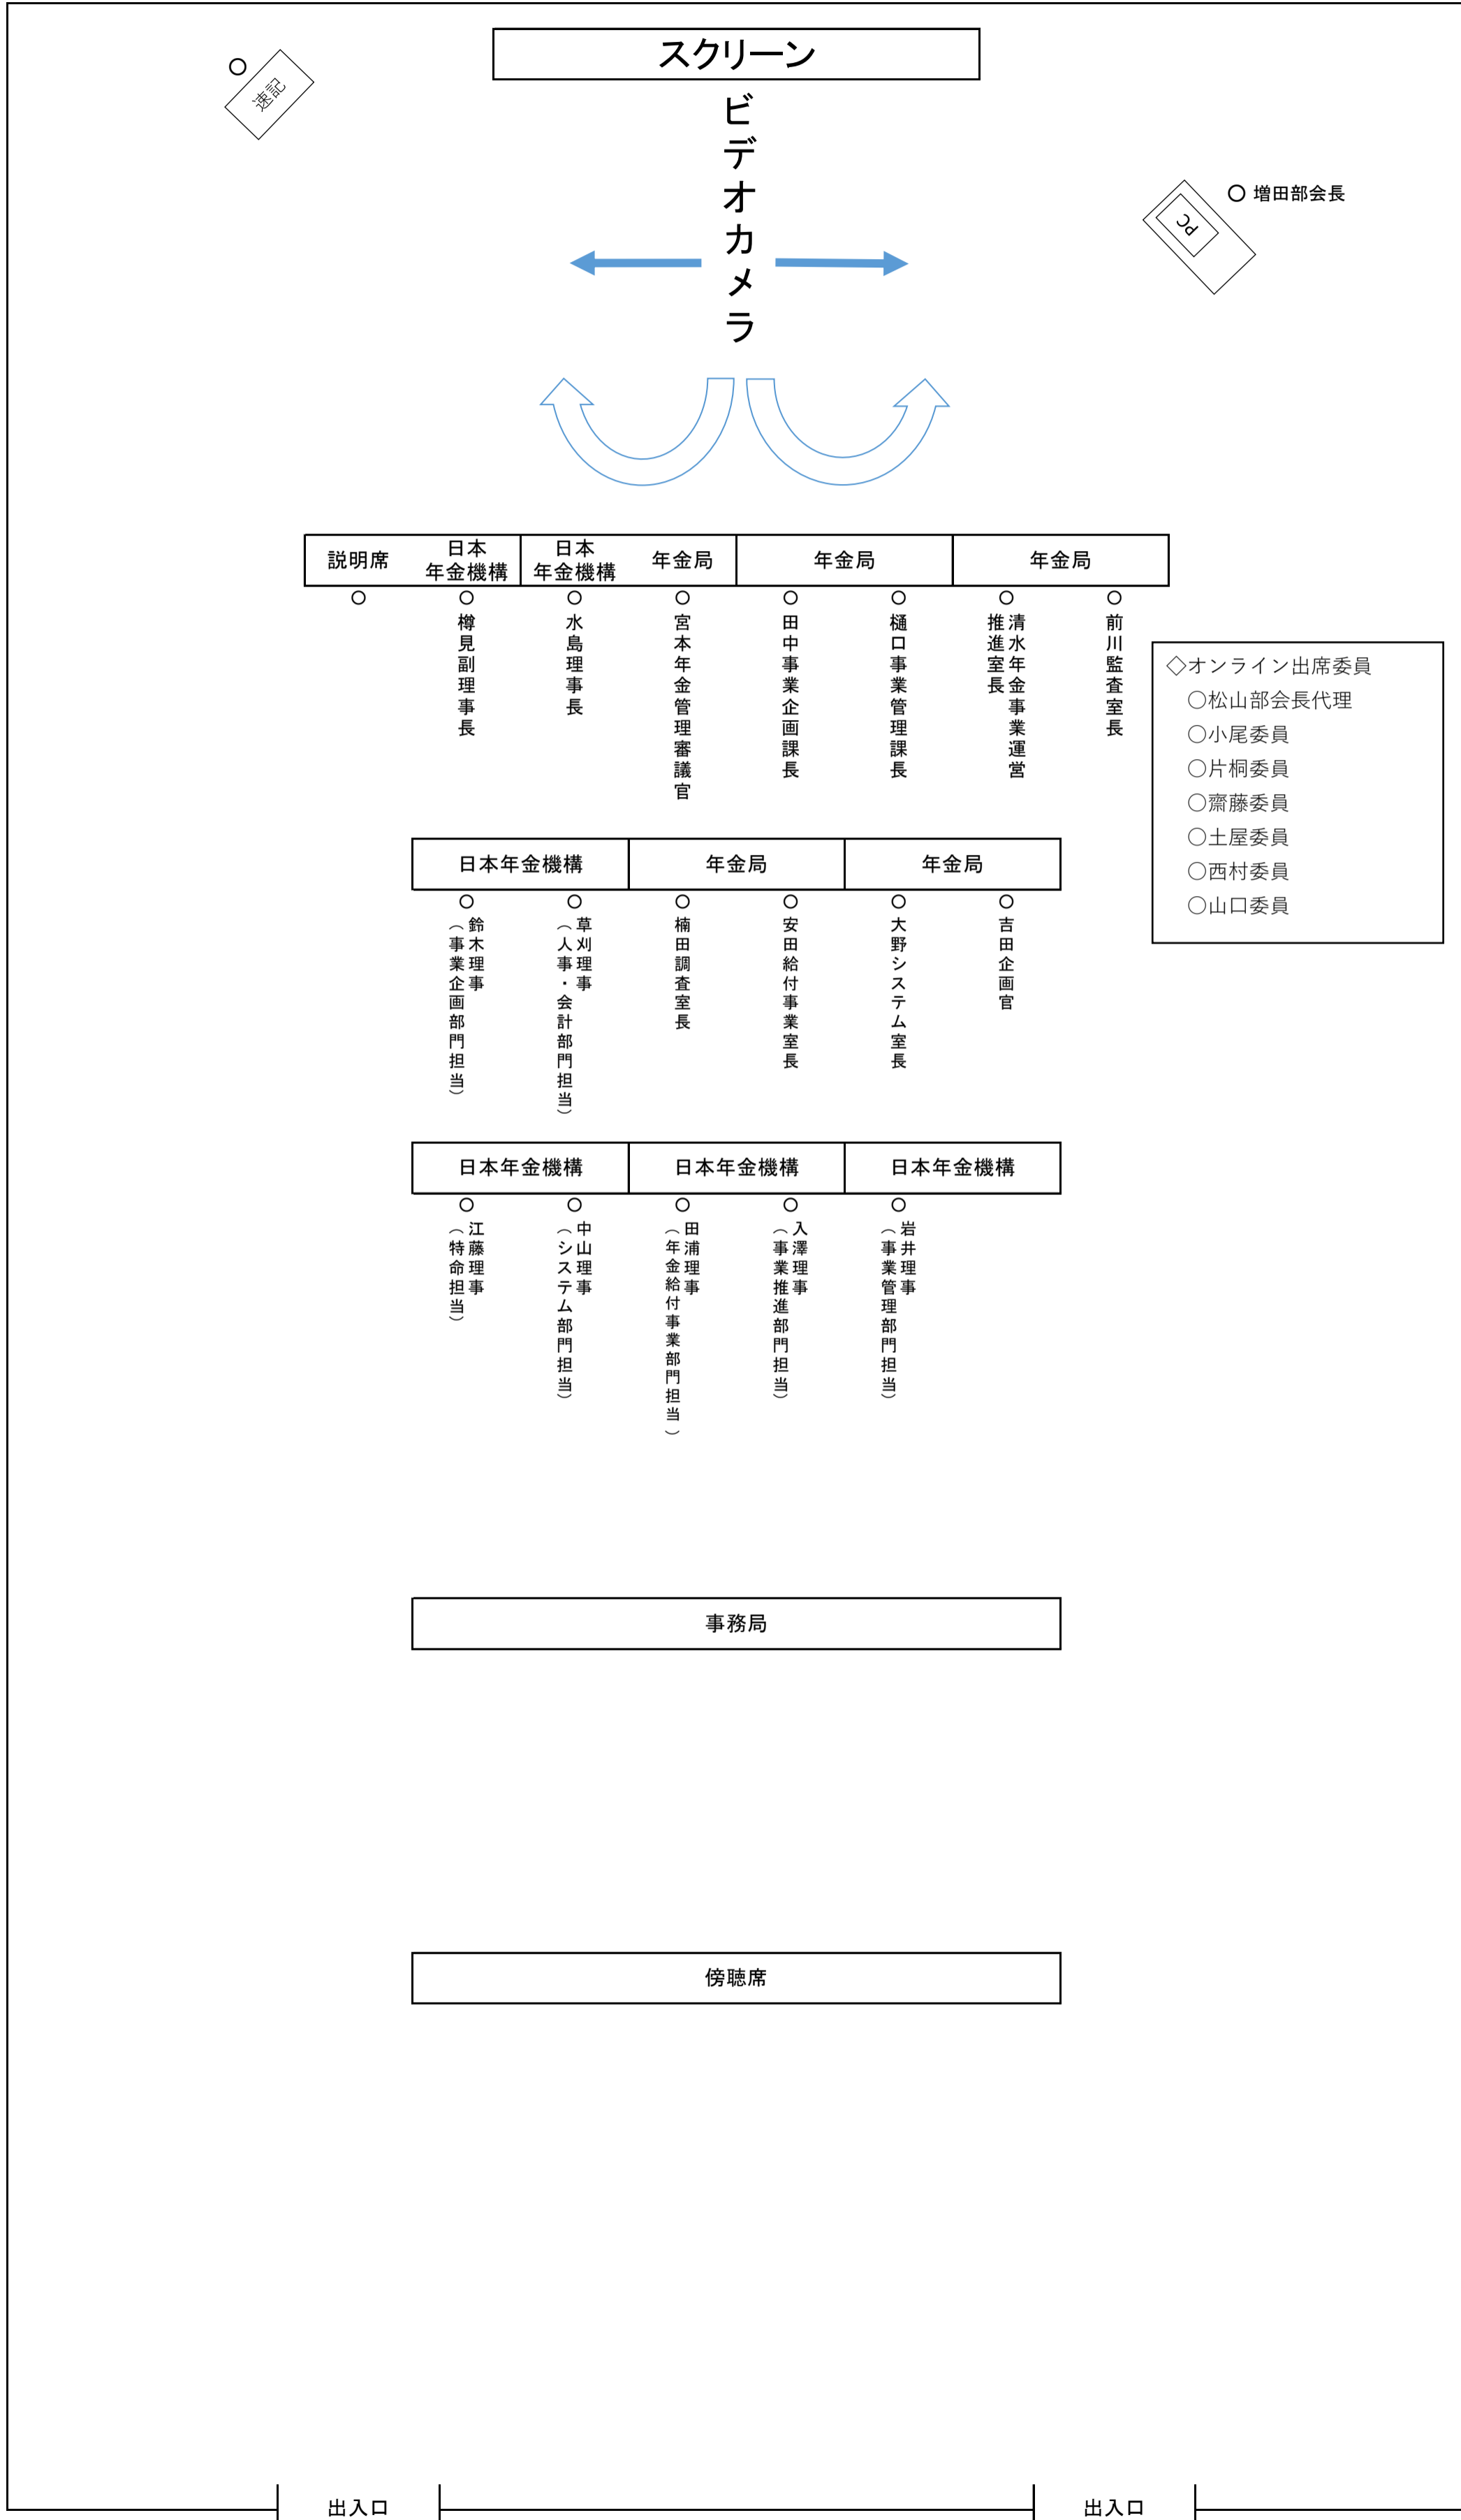 スクリーン
速記
ビデオカメラ
増田部会長
PC
説明席
日本
年金機構
日本
年金機構
年金局
年金局
年金局
樽見副理事長
水島理事長
宮本年金管理審議官
田中事業企画課長
樋口事業管理課長
清水年金事業運営
推進室長
前川監査室長
◇オンライン出席委員
○松山部会長代理
○小尾委員
○片桐委員
○齋藤委員
○土屋委員
○西村委員
○山口委員
日本年金機構
年金局
年金局
鈴木理事
（事業企画部門担当）
草刈理事
（人事・会計部門担当）
楠田調査室長
安田給付事業室長
大野システム室長
吉田企画官
日本年金機構
日本年金機構
日本年金機構
江藤理事
（特命担当）
中山理事
（システム部門担当）
田浦理事
（年金給付事業部門担当）
入澤理事
（事業推進部門担当）
岩井理事
（事業管理部門担当）
事務局
傍聴席
出入口
出入口